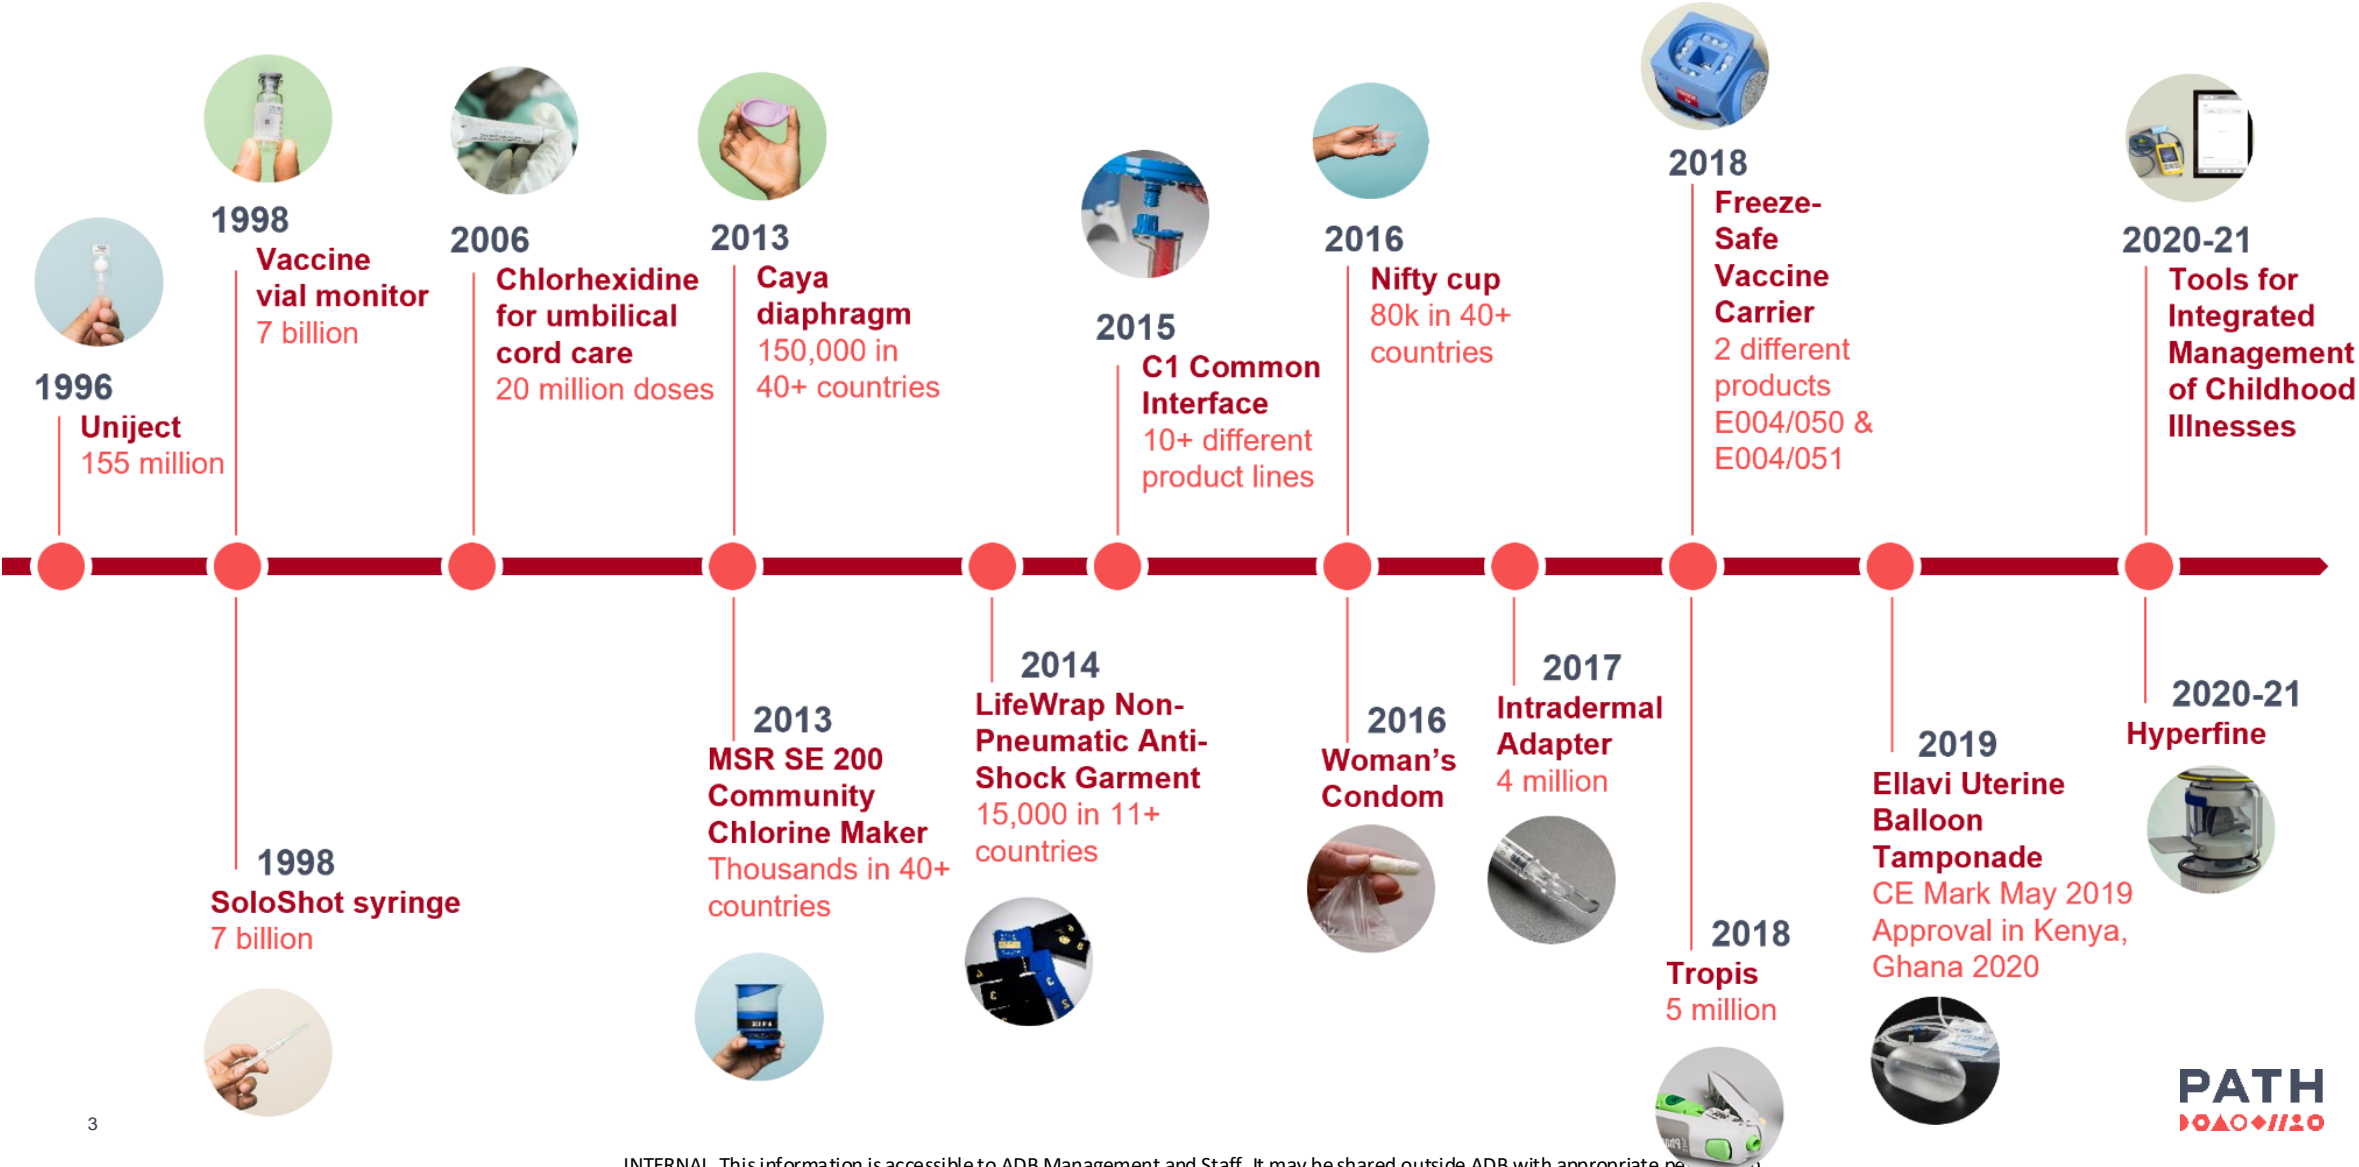 1996
Uniject
155 million
1998
Vaccine
vial monitor
7 billion
1998
SoloShot syringe
7 billion
2006
Chlorhexidine
for umbilical
cord care
20 million doses
2013
Caya
diaphragm
150,000 in
40+ countries
2013
MSR SE 200
Community
Chlorine Maker
Thousands in 40+
countries
2014
LifeWrap Non-
Pneumatic Anti-
Shock Garment
15,000 in 11+
countries
2015
C1 Common
Interface
10+ different
product lines
2016
Nifty cup
80k in 40+
countries
2016
Woman’s
Condom
2017
Intradermal
Adapter
4 million
2018
Freeze-
Safe
Vaccine
Carrier
2 different
products
E004/050 &
E004/051
2018
Tropis
5 million
2019
Ellavi Uterine
Balloon
Tamponade
CE Mark May 2019
Approval in Kenya,
Ghana 2020
2020-21
Tools for
Integrated
Management
of Childhood
Illnesses
2020-21
Hyperfine
PATH
3
INTERNAL. This information is accessible to ADB Management and Staff. It may be shared outside ADB with appropriate